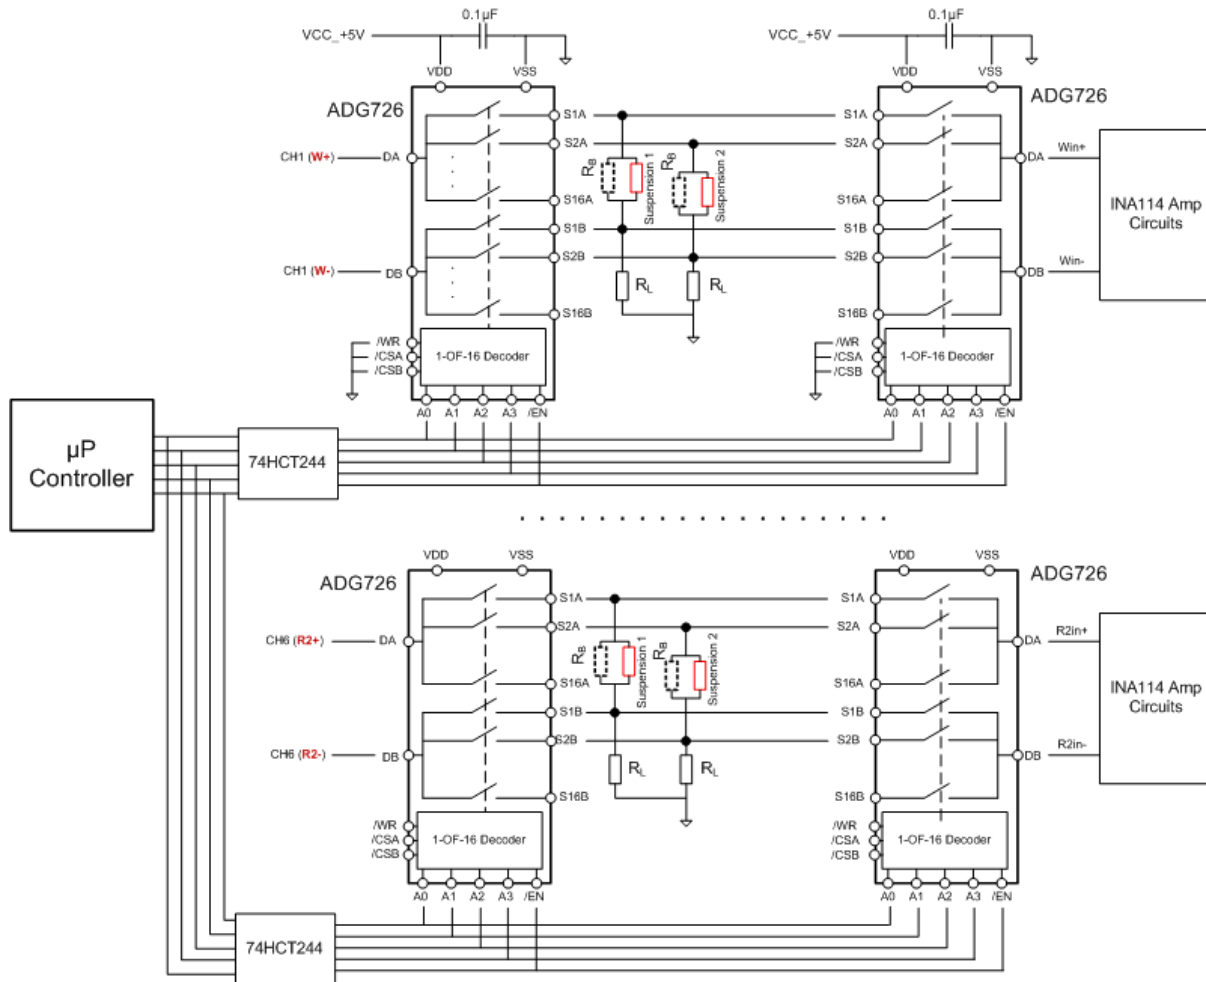 0.1µF
0.1µF
VCC_+5V
VCC_+5V
VDD
VSS
VDD
VSS
ADG726
ADG726
S1A
S1A
S2A
S2A
CH1 (W+)
DA
RB
Suspension 1
RB
Suspension 2
DA
Win+
INA114 Amp
Circuits
S16A
S16A
S1B
S1B
S2B
S2B
CH1 (W-)
DB
RL
RL
DB
Win-
S16B
S16B
/WR
/CSA
/CSB
1-OF-16 Decoder
/WR
/CSA
/CSB
1-OF-16 Decoder
A0 A1 A2 A3 /EN
A0 A1 A2 A3 /EN
µP
Controller
74HCT244
VDD
VSS
VDD
VSS
ADG726
ADG726
S1A
S1A
S2A
S2A
CH6 (R2+)
DA
RB
Suspension 1
RB
Suspension 2
DA
R2in+
INA114 Amp
Circuits
S16A
S16A
S1B
S1B
S2B
S2B
CH6 (R2-)
DB
RL
RL
DB
R2in-
S16B
S16B
/WR
/CSA
/CSB
1-OF-16 Decoder
/WR
/CSA
/CSB
1-OF-16 Decoder
A0 A1 A2 A3 /EN
A0 A1 A2 A3 /EN
74HCT244